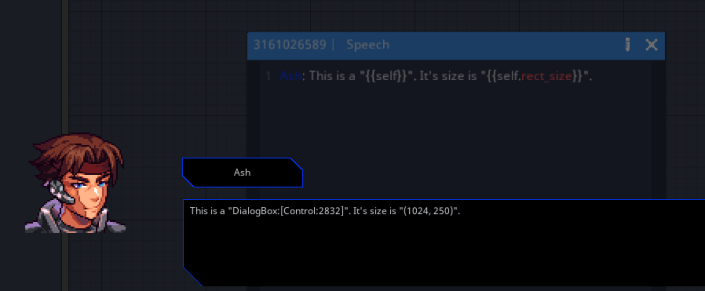 3161026589 | Speech
1 Ash: This is a "{{self}}". It's size is "{{self.rect_size}}".
Ash
This is a "DialogBox:[Control:2832]". It's size is "(1024, 250)".